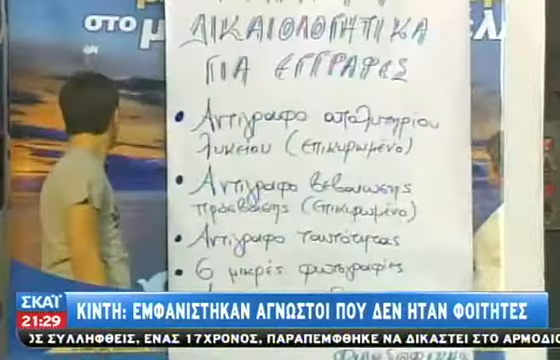 στο μ
ΔΙΚΑΙΟΛΟΓΗΤΙΚΑ
ΓΙΑ ΕΓΓΡΑΦΕΣ
• Αντίγραφο απολυτηρίου
λυκείου (επικυρωμένο)
• Αντίγραφο βεβαίωσης
πρόσβασης (επικυρωμένο)
• Αντίγραφο ταυτότητας
• 6 μικρές φωτογραφίες
ΣΚΑΪ
21:29
ΚΙΝΤΗ: ΕΜΦΑΝΙΣΤΗΚΑΝ ΑΓΝΩΣΤΟΙ ΠΟΥ ΔΕΝ ΗΤΑΝ ΦΟΙΤΗΤΕΣ
ΟΣ ΣΥΛΛΗΦΘΕΙΣ, ΕΝΑΣ 17ΧΡΟΝΟΣ, ΠΑΡΑΠΕΜΦΘΗΚΕ ΝΑ ΔΙΚΑΣΤΕΙ ΣΤΟ ΑΡΜΟΔΙ